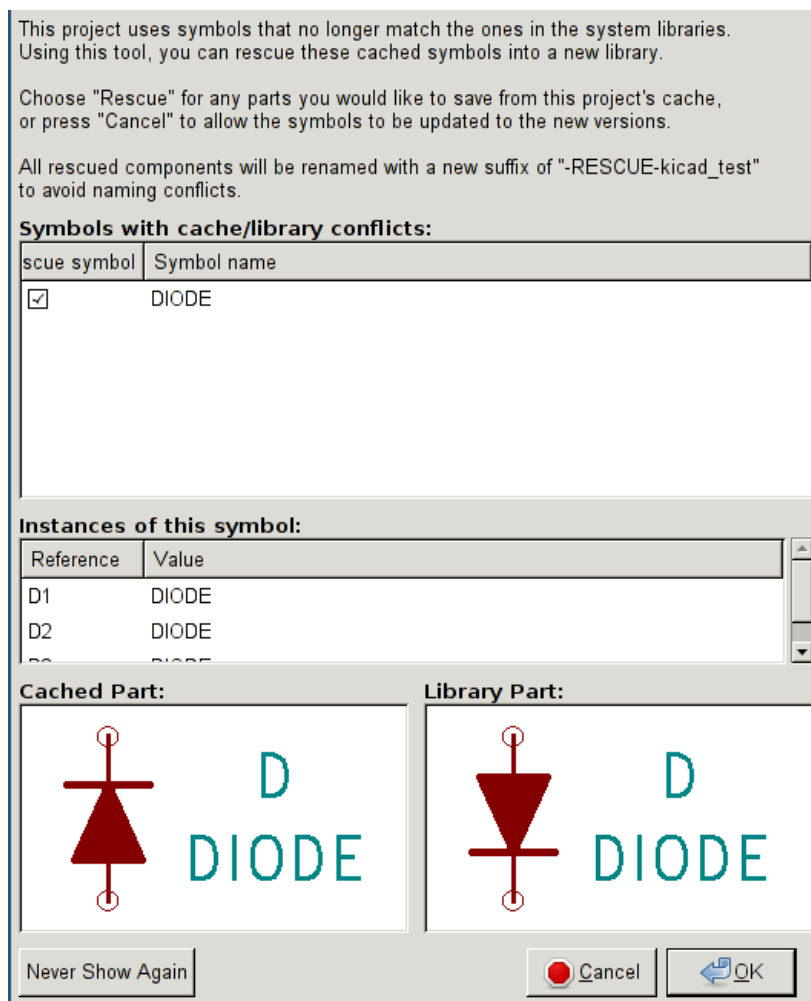 This project uses symbols that no longer match the ones in the system libraries.
Using this tool, you can rescue these cached symbols into a new library.
Choose "Rescue" for any parts you would like to save from this project's cache,
or press "Cancel" to allow the symbols to be updated to the new versions.
All rescued components will be renamed with a new suffix of "-RESCUE-kicad_test"
to avoid naming conflicts.
Symbols with cache/library conflicts:
scue symbol Symbol name
DIODE
Instances of this symbol:
Reference Value
D1 DIODE
D2 DIODE
Cached Part: Library Part:
D D
DIODE DIODE
Never Show Again Cancel OK